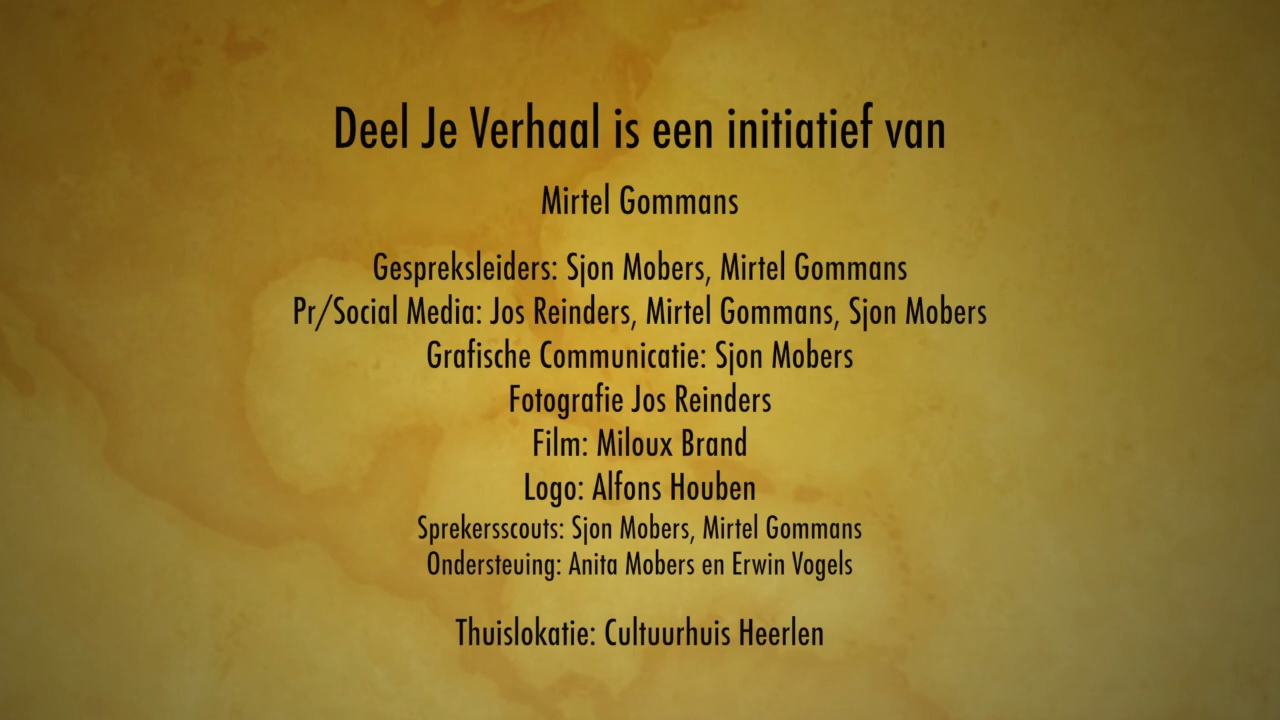 Deel Je Verhaal is een initiatief van
Mirtel Gommans
Gespreksleiders: Sjon Mobers, Mirtel Gommans
Pr/Social Media: Jos Reinders, Mirtel Gommans, Sjon Mobers
Grafische Communicatie: Sjon Mobers
Fotografie Jos Reinders
Film: Miloux Brand
Logo: Alfons Houben
Sprekersscouts: Sjon Mobers, Mirtel Gommans
Ondersteuing: Anita Mobers en Erwin Vogels
Thuislokatie: Cultuurhuis Heerlen